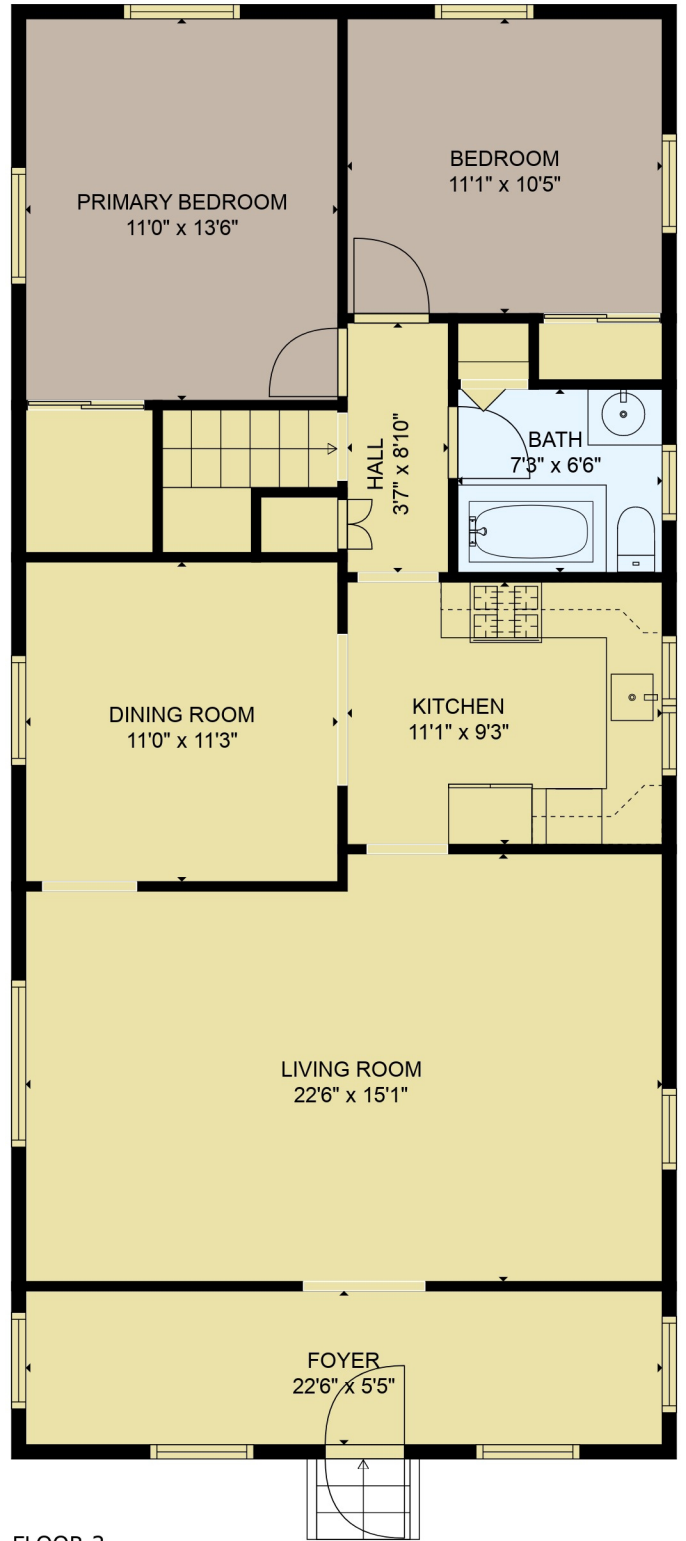 PRIMARY BEDROOM
11'0" x 13'6"
BEDROOM
11'1" x 10'5"
HALL
3'7" x 8'10"
BATH
7'3" x 6'6"
DINING ROOM
11'0" x 11'3"
KITCHEN
11'1" x 9'3"
LIVING ROOM
22'6" x 15'1"
FOYER
22'6" x 5'5"
FLOOR 2